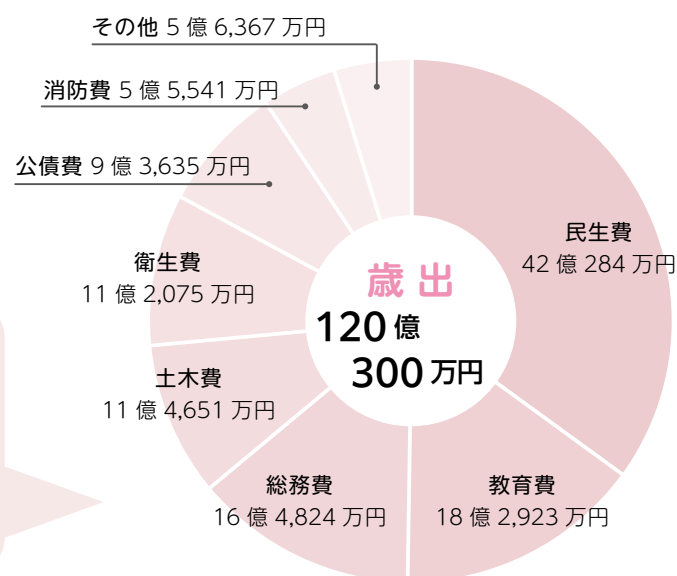 その他 5 億 6,367 万円
消防費 5 億 5,541 万円
公債費 9 億 3,635 万円
衛生費
11 億 2,075 万円
土木費
11 億 4,651 万円
総務費
16 億 4,824 万円
教育費
18 億 2,923 万円
民生費
42 億 284 万円
歳出
120 億
300 万円